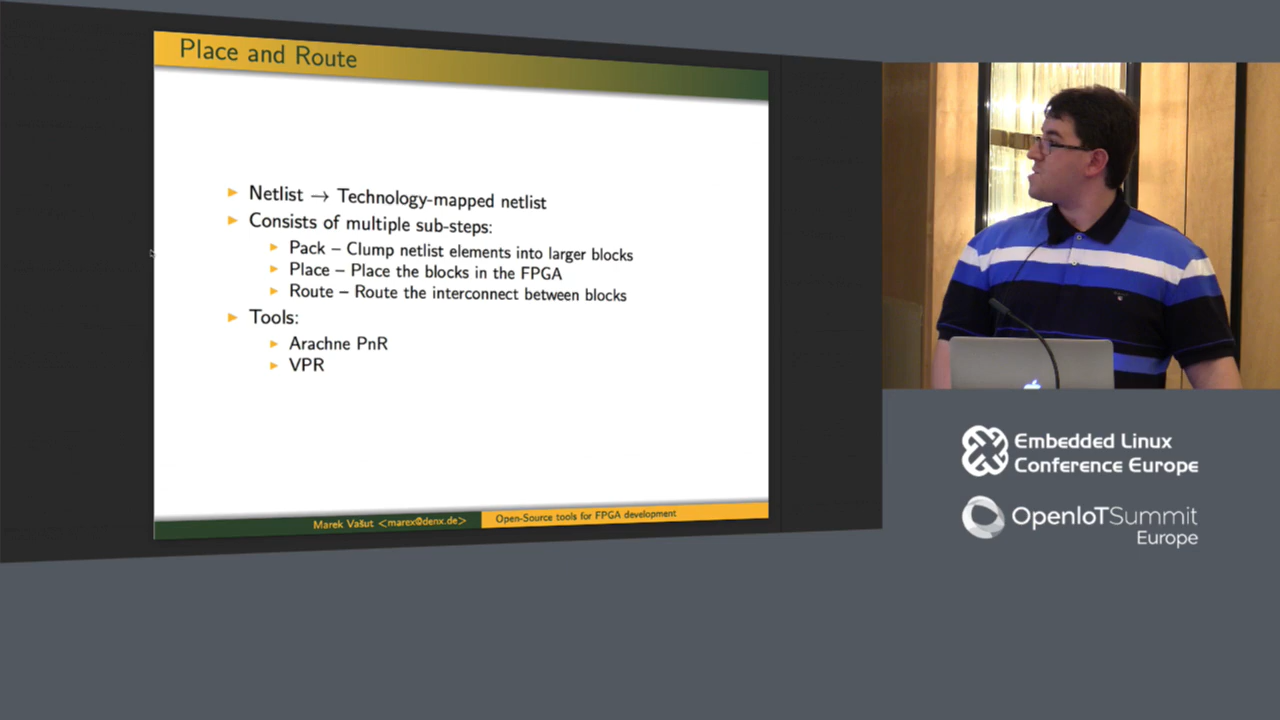 Place and Route
Netlist → Technology-mapped netlist
Consists of multiple sub-steps:
Pack – Clump netlist elements into larger blocks
Place – Place the blocks in the FPGA
Route – Route the interconnect between blocks
Tools:
Arachne PnR
VPR
Marek Vašut <marex@denx.de>
Open-Source tools for FPGA development
Embedded Linux
Conference Europe
OpenIoTSummit
Europe